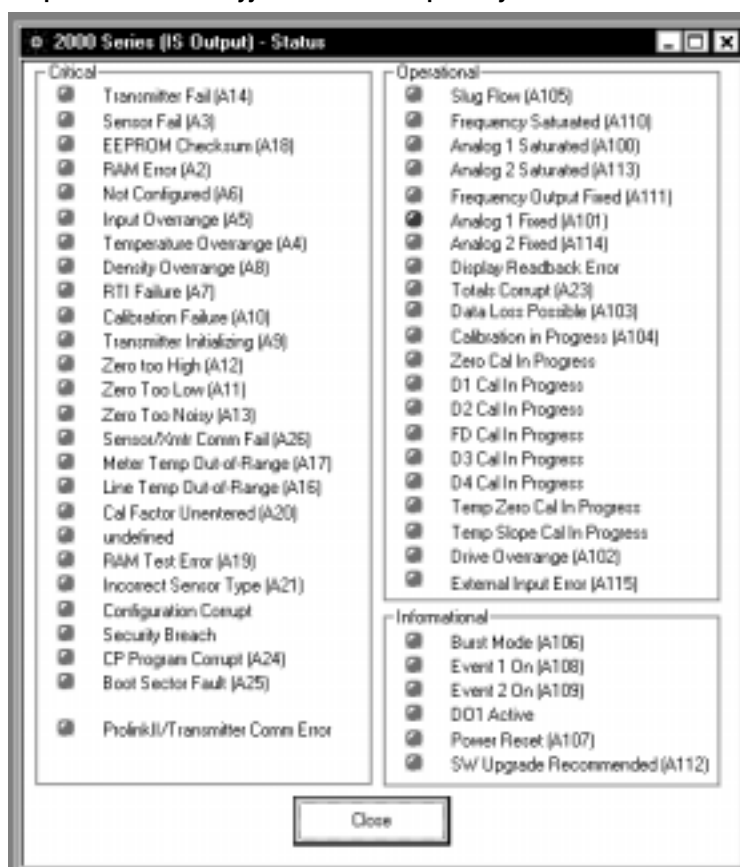 2000 Series (IS Output) - Status
Critical
Transmitter Fail (A14)
Sensor Fail (A3)
EEPROM Checksum (A18)
RAM Error (A2)
Not Configured (A6)
Input Overrange (A5)
Temperature Overrange (A4)
Density Overrange (A8)
RTI Failure (A7)
Calibration Failure (A10)
Transmitter Initializing (A9)
Zero too High (A12)
Zero Too Low (A11)
Zero Too Noisy (A13)
Sensor/Xmtr Comm Fail (A26)
Meter Temp Out-of-Range (A17)
Line Temp Out-of-Range (A16)
Cal Factor Unentered (A20)
undefined
RAM Test Error (A19)
Incorrect Sensor Type (A21)
Configuration Corrupt
Security Breach
CP Program Corrupt (A24)
Boot Sector Fault (A25)
ProlinkII/Transmitter Comm Error
Operational
Slug Flow (A105)
Frequency Saturated (A110)
Analog 1 Saturated (A100)
Analog 2 Saturated (A113)
Frequency Output Fixed (A111)
Analog 1 Fixed (A101)
Analog 2 Fixed (A114)
Display Readback Error
Totals Corrupt (A23)
Data Loss Possible (A103)
Calibration in Progress (A104)
Zero Cal In Progress
D1 Cal In Progress
D2 Cal In Progress
FD Cal In Progress
D3 Cal In Progress
D4 Cal In Progress
Temp Zero Cal In Progress
Temp Slope Cal In Progress
Drive Overrange (A102)
External Input Error (A115)
Informational
Burst Mode (A106)
Event 1 On (A108)
Event 2 On (A109)
DO1 Active
Power Reset (A107)
SW Upgrade Recommended (A112)
Close